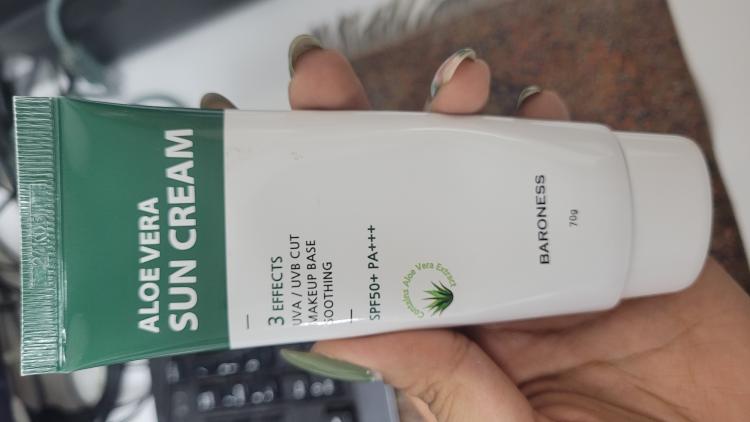 ALOE VERA
SUN CREAM
3 EFFECTS
UVA / UVB CUT
MAKEUP BASE
SOOTHING
SPF50+ PA+++
Contains Aloe Vera Extract
BARONESS
70g